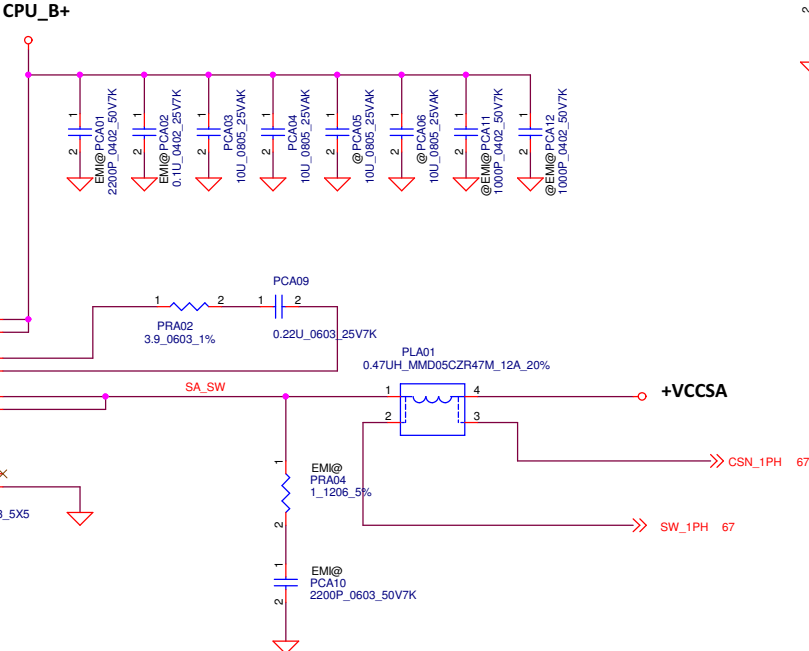 CPU_B+
1
2
EMI@PCA01
2200P_0402_50V7K
1
2
EMI@PCA02
0.1U_0402_25V7K
1
2
PCA03
10U_0805_25VAK
1
2
PCA04
10U_0805_25VAK
1
2
@PCA05
10U_0805_25VAK
1
2
@PCA06
10U_0805_25VAK
1
2
@EMI@PCA11
1000P_0402_50V7K
1
2
@EMI@PCA12
1000P_0402_50V7K
2
PCA09
1 2 1 2
PRA02
3.9_0603_1%
0.22U_0603_25V7K
PLA01
0.47UH_MMD05CZR47M_12A_20%
SA_SW
1 4
+VCCSA
2 3
CSN_1PH 67
1
EMI@
PRA04
1_1206_5%
2
3_5X5
SW_1PH 67
1
EMI@
PCA10
2200P_0603_50V7K
2